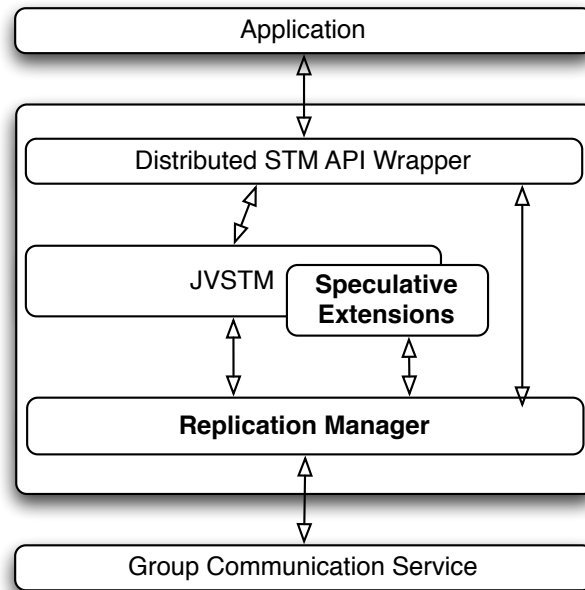 Application
Distributed STM API Wrapper
JVSTM
Speculative
Extensions
Replication Manager
Group Communication Service